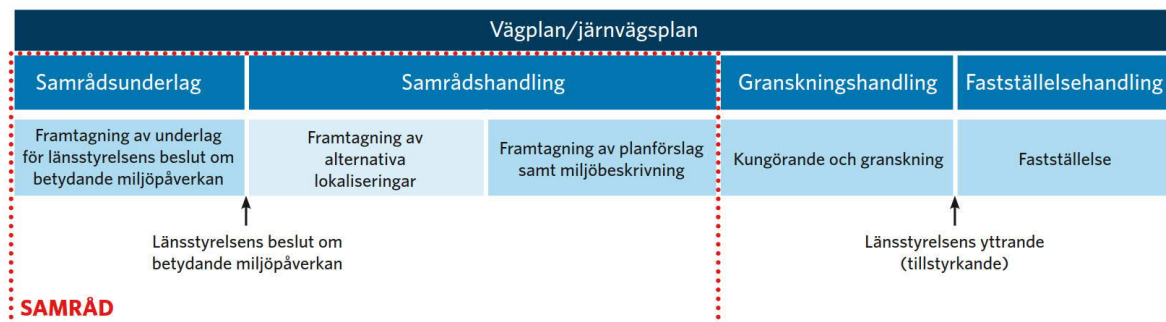 Vägplan/järnvägsplan
Samrådsunderlag
Samrådshandling
Granskningshandling
Fastställelsehandling
Framtagning av underlag
för länsstyrelsens beslut om
betydande miljöpåverkan
Framtagning av
alternativa
lokaliseringar
Framtagning av planförslag
samt miljöbeskrivning
Kungörande och granskning
Fastställelse
Länsstyrelsens beslut om
betydande miljöpåverkan
Länsstyrelsens yttrande
(tillstyrkande)
SAMRÅD